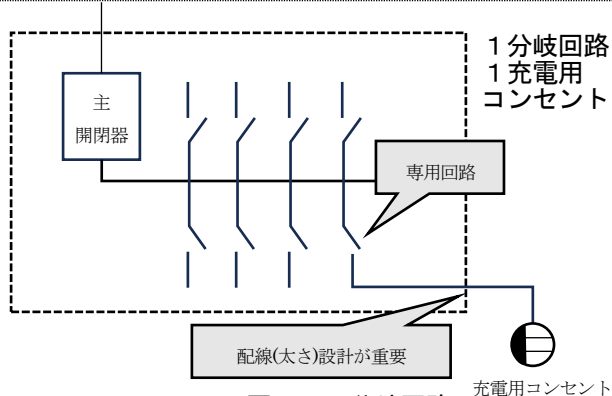 １分岐回路
１充電用
コンセント
主
開閉器
専用回路
配線(太さ)設計が重要
充電用コンセント